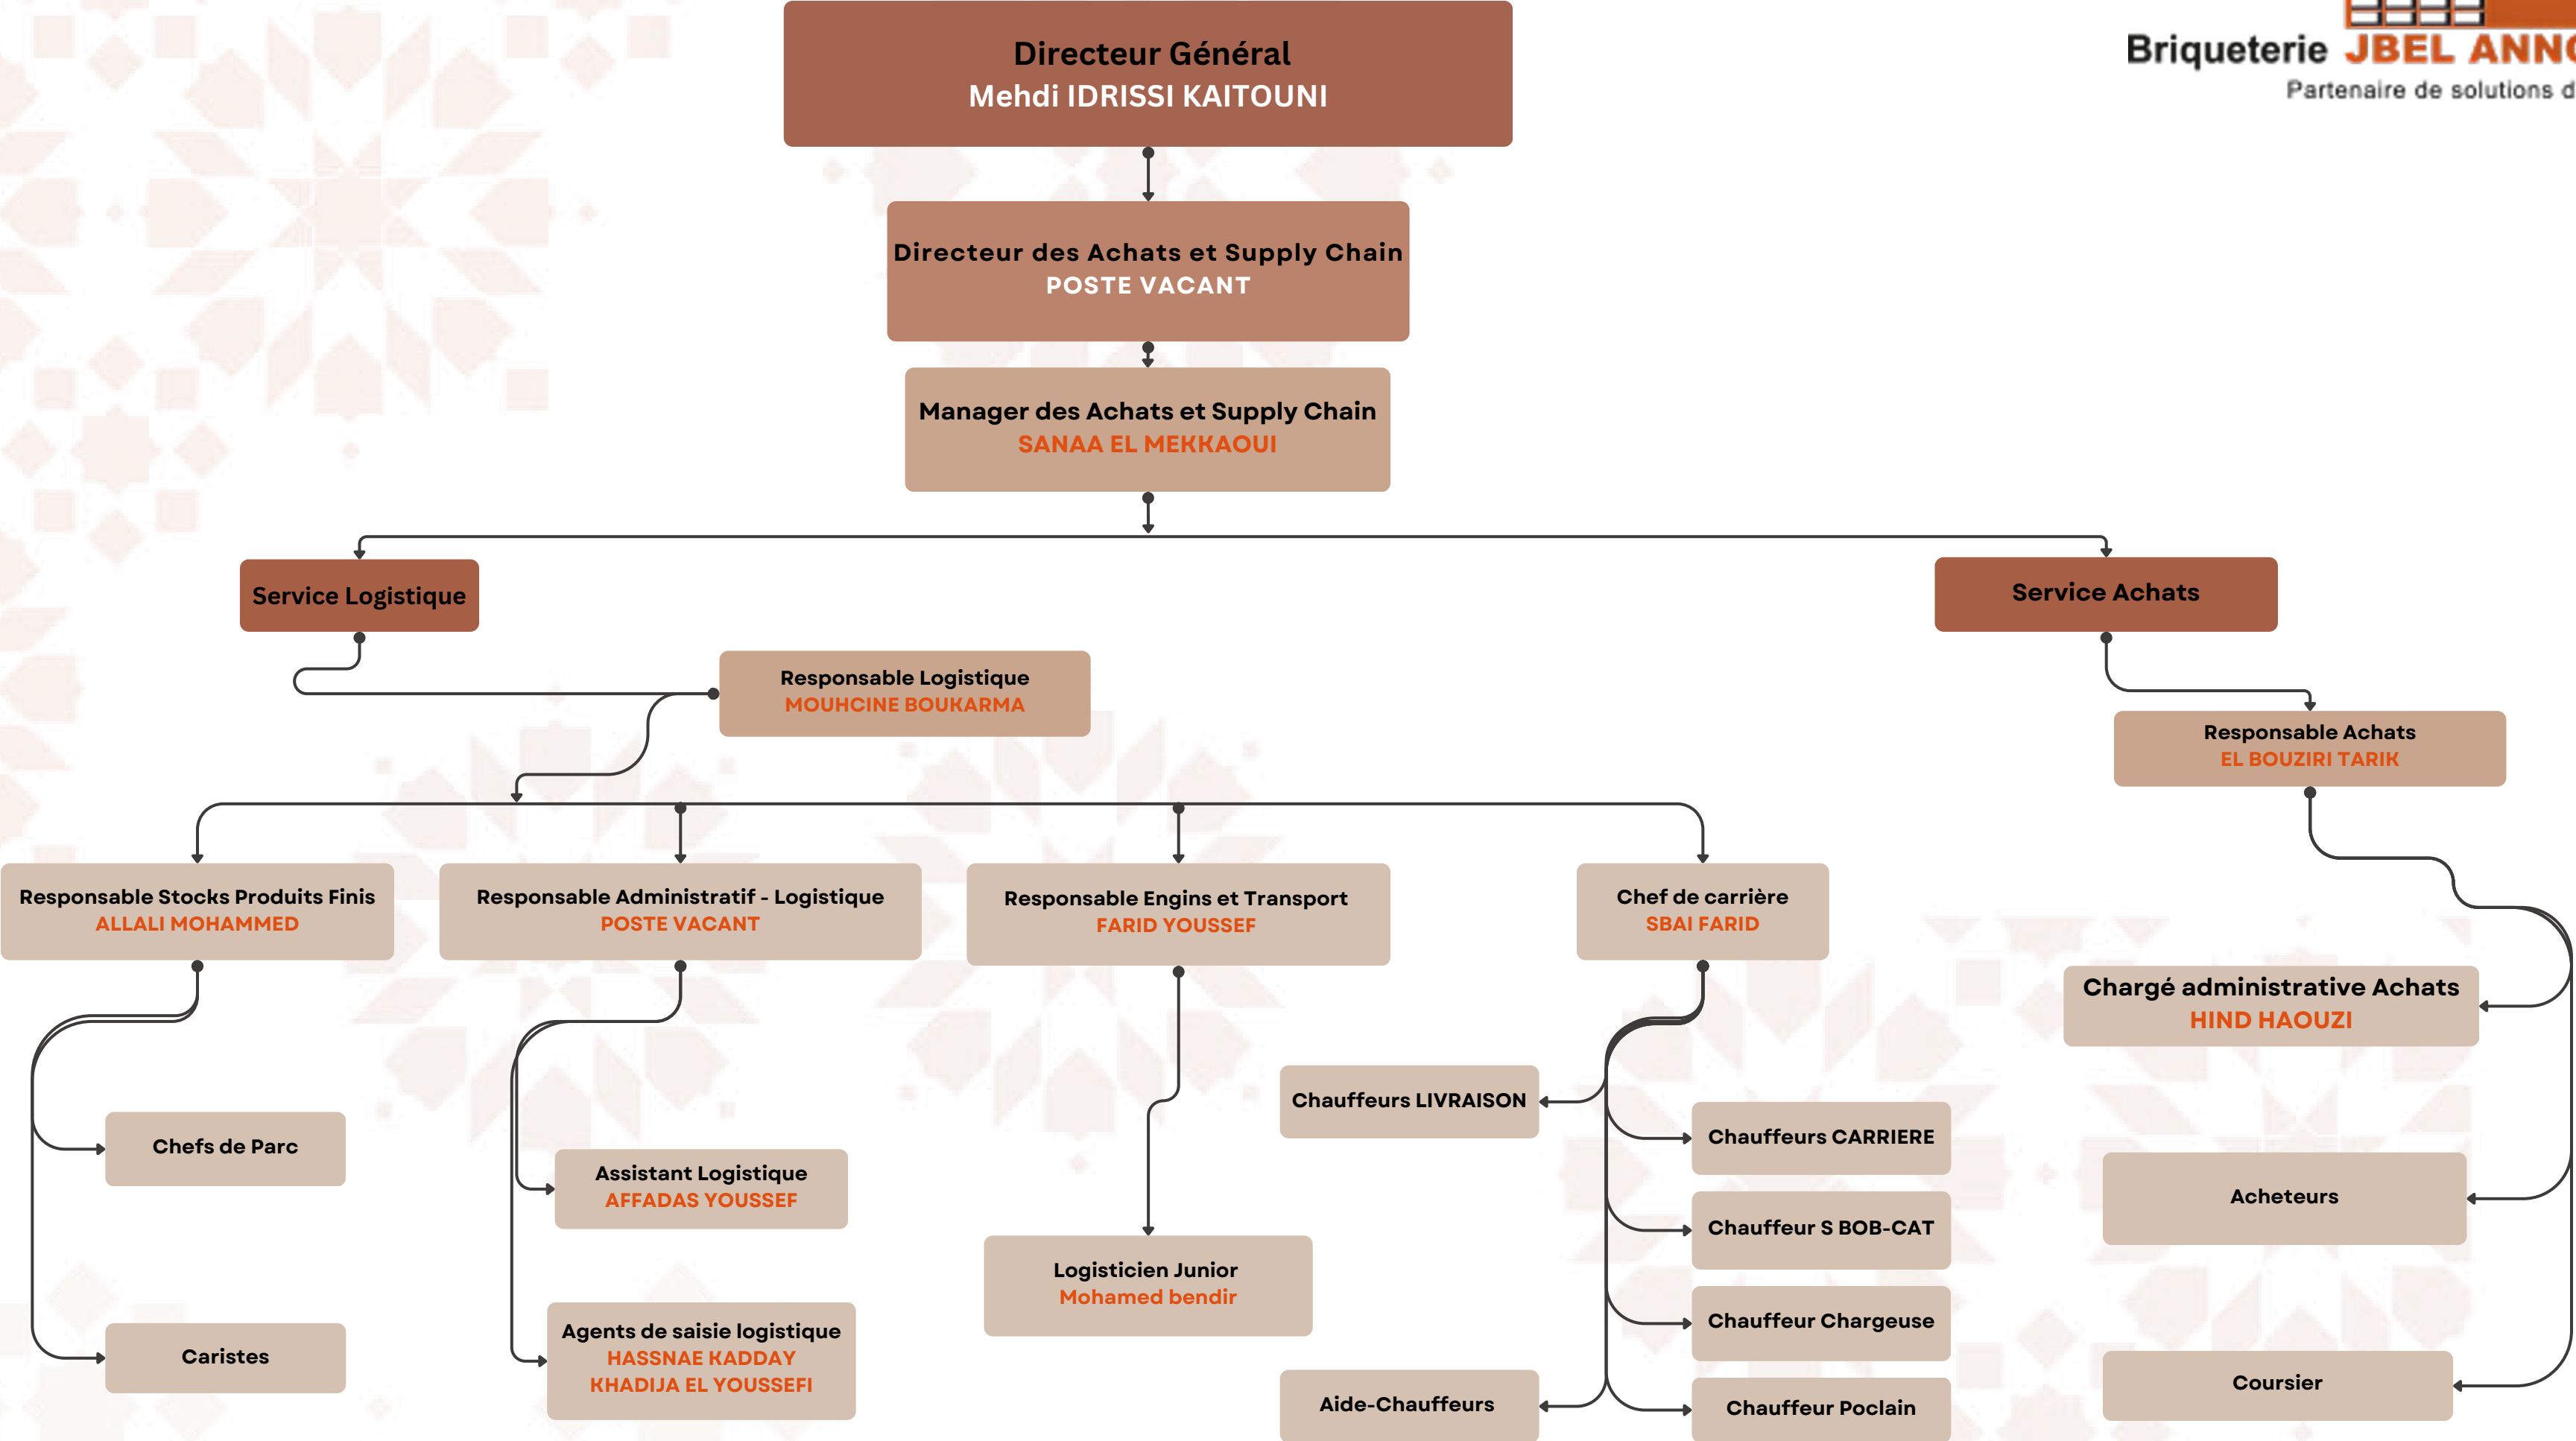 Directeur Général
Mehdi IDRISSI KAITOUNI
Briqueterie JBEL
Partenaire de solutions
Directeur des Achats et Supply Chain
POSTE VACANT
Manager des Achats et Supply Chain
SANAA EL MEKKAOUI
Service Logistique
Service Achats
Responsable Logistique
MOUHCINE BOUKARMA
Responsable Achats
EL BOUZIRI TARIK
Responsable Stocks Produits Finis
ALLALI MOHAMMED
Responsable Administratif - Logistique
POSTE VACANT
Responsable Engins et Transport
FARID YOUSSEF
Chef de carrière
SBAI FARID
Chargé administrative Achats
HIND HAOUZI
Chauffeurs LIVRAISON
Chauffeurs CARRIERE
Chefs de Parc
Assistant Logistique
AFFADAS YOUSSEF
Acheteurs
Chauffeur S BOB-CAT
Logisticien Junior
Mohamed bendir
Chauffeur Chargeuse
Agents de saisie logistique
HASSNAE KADDAY
KHADIJA EL YOUSSEFI
Caristes
Coursier
Aide-Chauffeurs
Chauffeur Poclain